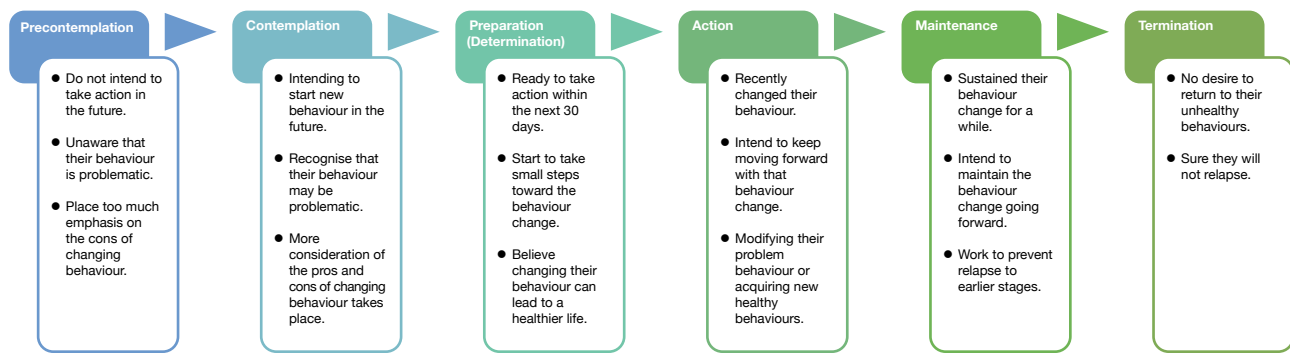 Precontemplation
● Do not intend to
take action in
the future.
● Unaware that
their behaviour
is problematic.
● Place too much
emphasis on
the cons of
changing
behaviour.
Contemplation
● Intending to
start new
behaviour in the
future.
● Recognise that
their behaviour
may be
problematic.
● More
consideration of
the pros and
cons of changing
behaviour takes
place.
Preparation
(Determination)
● Ready to take
action within
the next 30
days.
● Start to take
small steps
toward the
behaviour
change.
● Believe
changing their
behaviour can
lead to a
healthier life.
Action
● Recently
changed their
behaviour.
● Intend to keep
moving forward
with that
behaviour
change.
● Modifying their
problem
behaviour or
acquiring new
healthy
behaviours.
Maintenance
● Sustained their
behaviour
change for a
while.
● Intend to
maintain the
behaviour
change going
forward.
● Work to prevent
relapse to
earlier stages.
Termination
● No desire to
return to their
unhealthy
behaviours.
● Sure they will
not relapse.